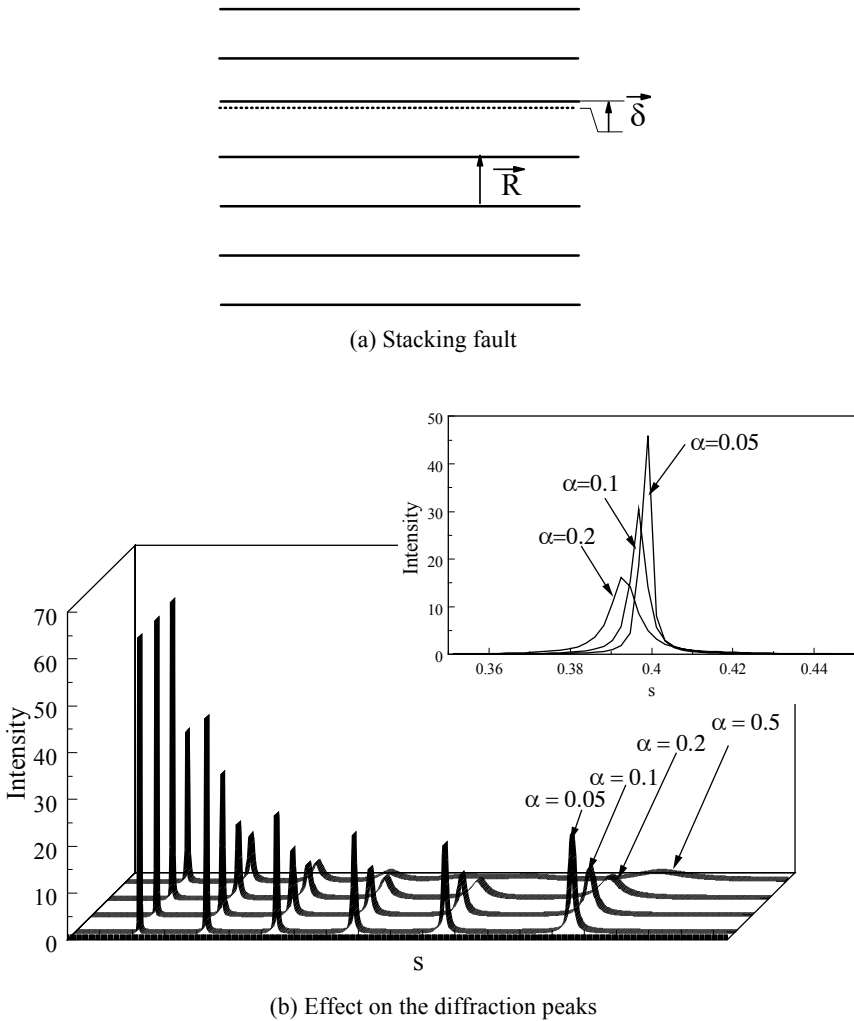 δ
R
(a) Stacking fault
50
40
30
20
10
0
Intensity
0.36 0.38 0.4 0.42 0.44
s
α=0.05
α=0.1
α=0.2
70
60
50
40
30
20
10
0
Intensity
α = 0.5
α = 0.2
α = 0.1
α = 0.05
s
(b) Effect on the diffraction peaks